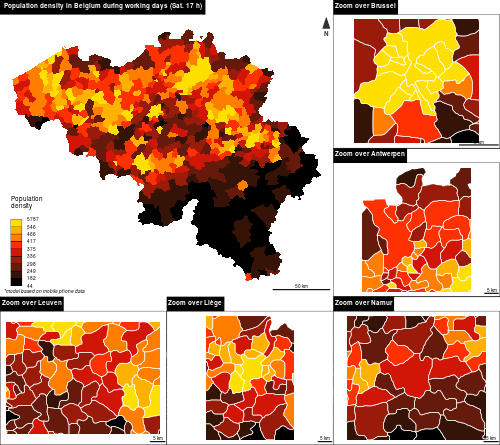 Population density in Belgium during working days (Sat. 17 h)
N
Population
density
5787
546
466
417
375
336
298
249
182
44
*model based on mobile phone data
50 km
Zoom over Brussel
Zoom over Antwerpen
5 km
Zoom over Leuven
5 km
Zoom over Liège
5 km
Zoom over Namur
5 km